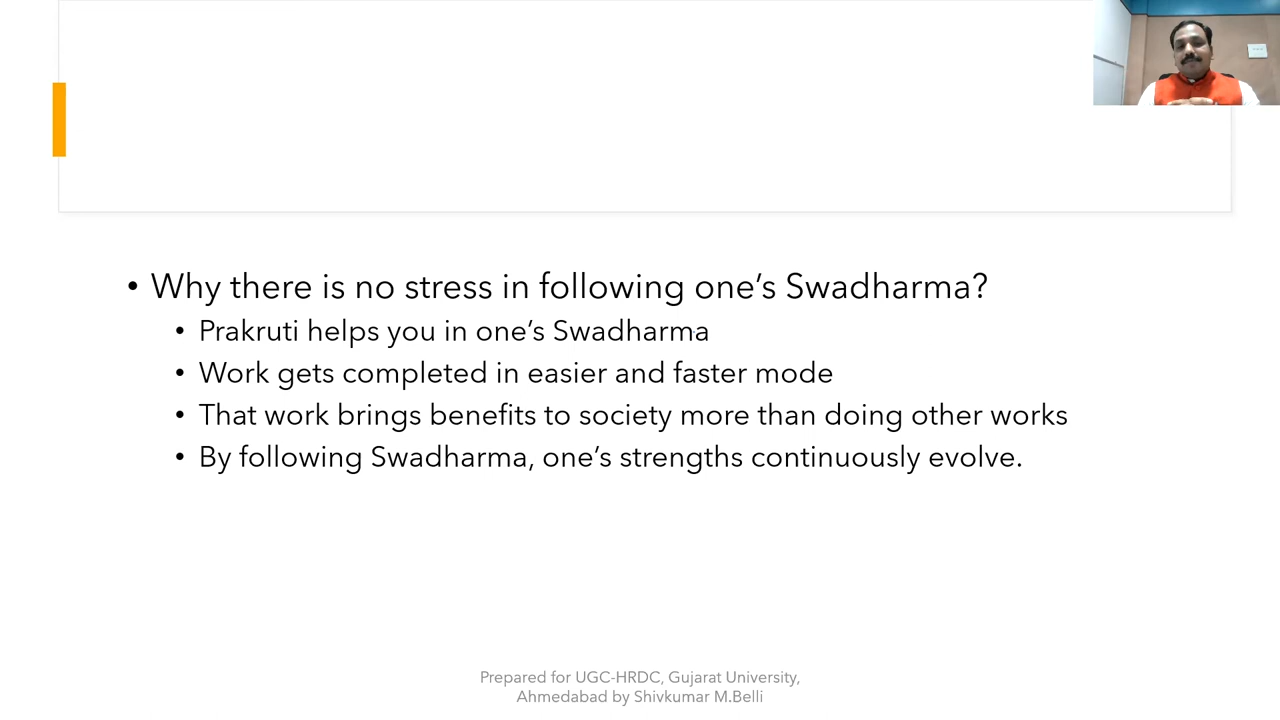 • Why there is no stress in following one’s Swadharma?
• Prakruti helps you in one’s Swadharma
• Work gets completed in easier and faster mode
• That work brings benefits to society more than doing other works
• By following Swadharma, one’s strengths continuously evolve.
Prepared for UGC-HRDC, Gujarat University,
Ahmedabad by Shivkumar M.Belli